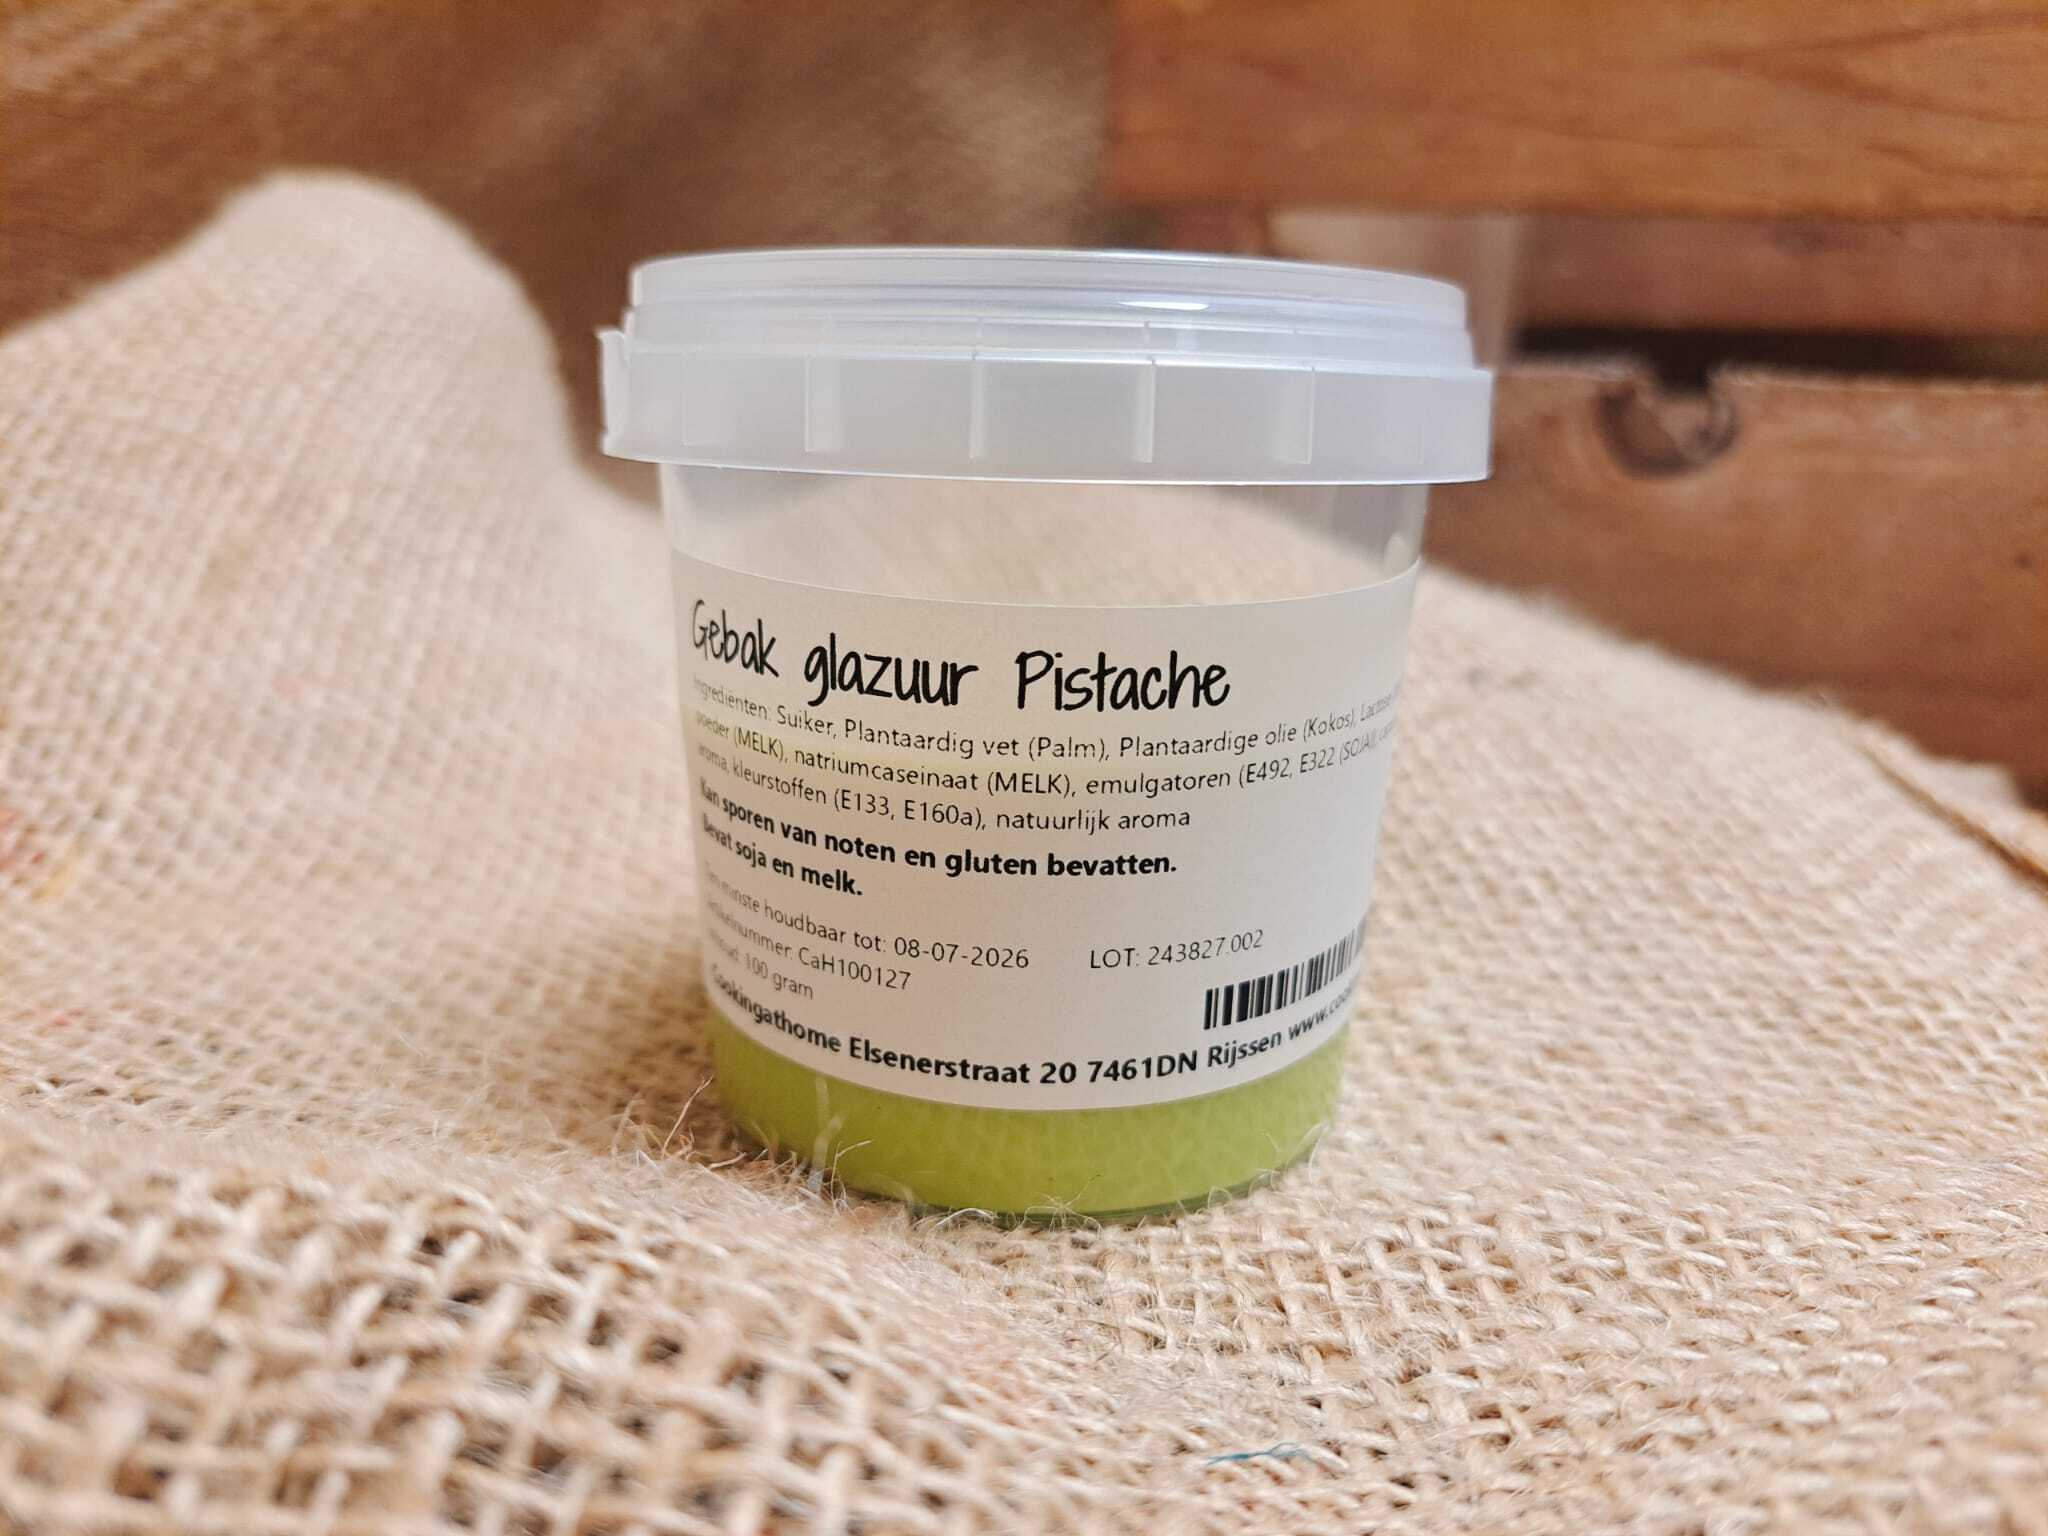 Gebak glazuur Pistache
Ingrediënten: Suiker, Plantaardig vet (Palm), Plantaardige olie (Kokos), Lactose
poeder (MELK), natriumcaseinaat (MELK), emulgatoren (E492, E322 (SOJA)),
aroma, kleurstoffen (E133, E160a), natuurlijk aroma
Kan sporen van noten en gluten bevatten.
Bevat soja en melk.
Ten minste houdbaar tot: 08-07-2026 LOT: 243827.002
Artikelnummer: CaH100127
Inhoud: 100 gram
Cookingathome Elsenerstraat 20 7461DN Rijssen